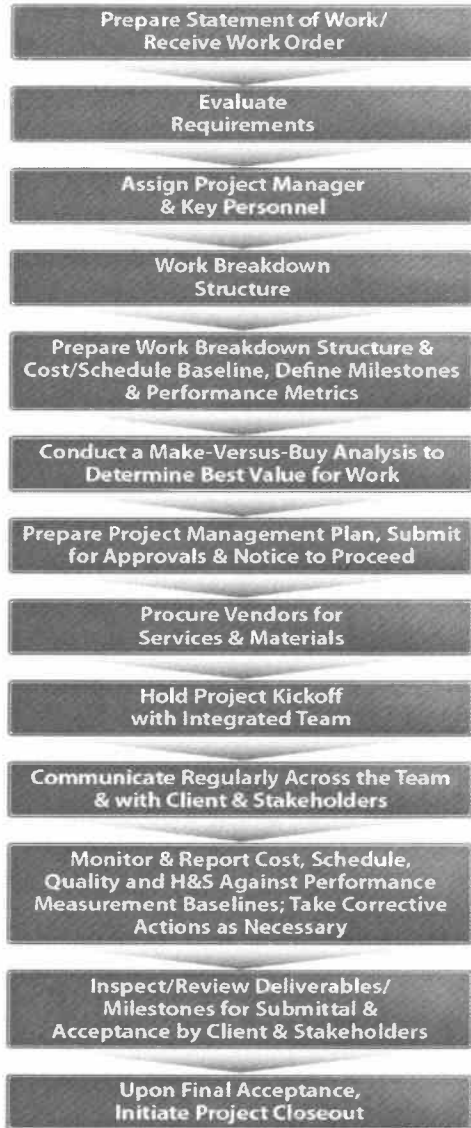 Prepare Statement of Work/
Receive Work Order
Evaluate
Requirements
Assign Project Manager
& Key Personnel
Work Breakdown
Structure
Prepare Work Breakdown Structure &
Cost/Schedule Baseline, Define Milestones
& Performance Metrics
Conduct a Make-Versus-Buy Analysis to
Determine Best Value for Work
Prepare Project Management Plan, Submit
for Approvals & Notice to Proceed
Procure Vendors for
Services & Materials
Hold Project Kickoff
with Integrated Team
Communicate Regularly Across the Team
& with Client & Stakeholders
Monitor & Report Cost, Schedule,
Quality and H&S Against Performance
Measurement Baselines; Take Corrective
Actions as Necessary
Inspect/Review Deliverables/
Milestones for Submittal &
Acceptance by Client & Stakeholders
Upon Final Acceptance,
Initiate Project Closeout